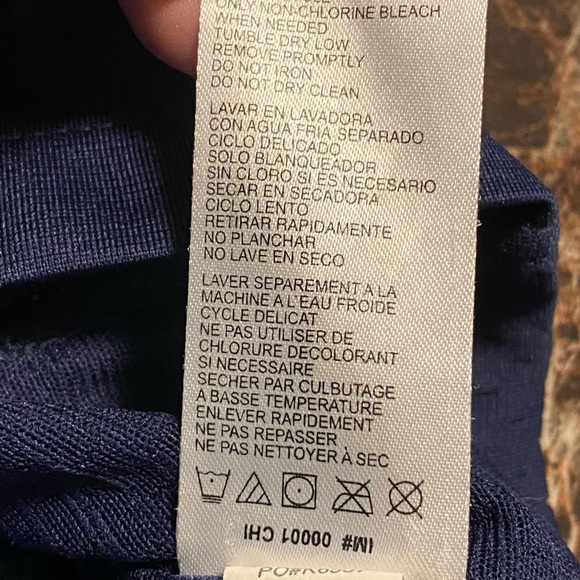 ONLY NON-CHLORINE BLEACH
WHEN NEEDED
TUMBLE DRY LOW
REMOVE PROMPTLY
DO NOT IRON
DO NOT DRY CLEAN
LAVAR EN LAVADORA
CON AGUA FRIA SEPARADO
CICLO DELICADO
SOLO BLANQUEADOR
SIN CLORO SI ES NECESARIO
SECAR EN SECADORA
CICLO LENTO
RETIRAR RAPIDAMENTE
NO PLANCHAR
NO LAVE EN SECO
LAVER SEPAREMENT A LA
MACHINE A L'EAU FROIDE
CYCLE DELICAT
NE PAS UTILISER DE
CHLORURE DECOLORANT
SI NECESSAIRE
SECHER PAR CULBUTAGE
A BASSE TEMPERATURE
ENLEVER RAPIDEMENT
NE PAS REPASSER
NE PAS NETTOYER À SEC
IM# 00001 CHI